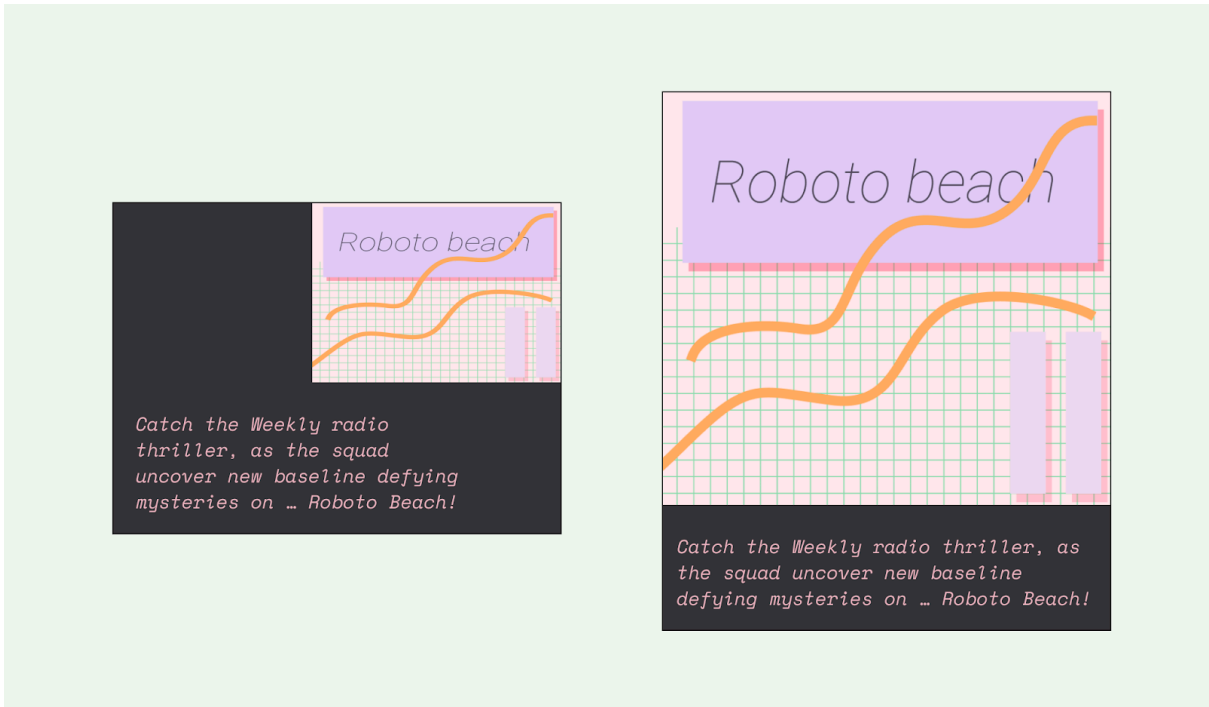 Roboto beach
Catch the Weekly radio
thriller, as the squad
uncover new baseline defying
mysteries on … Roboto Beach!
Roboto beach
Catch the Weekly radio thriller, as
the squad uncover new baseline
defying mysteries on … Roboto Beach!